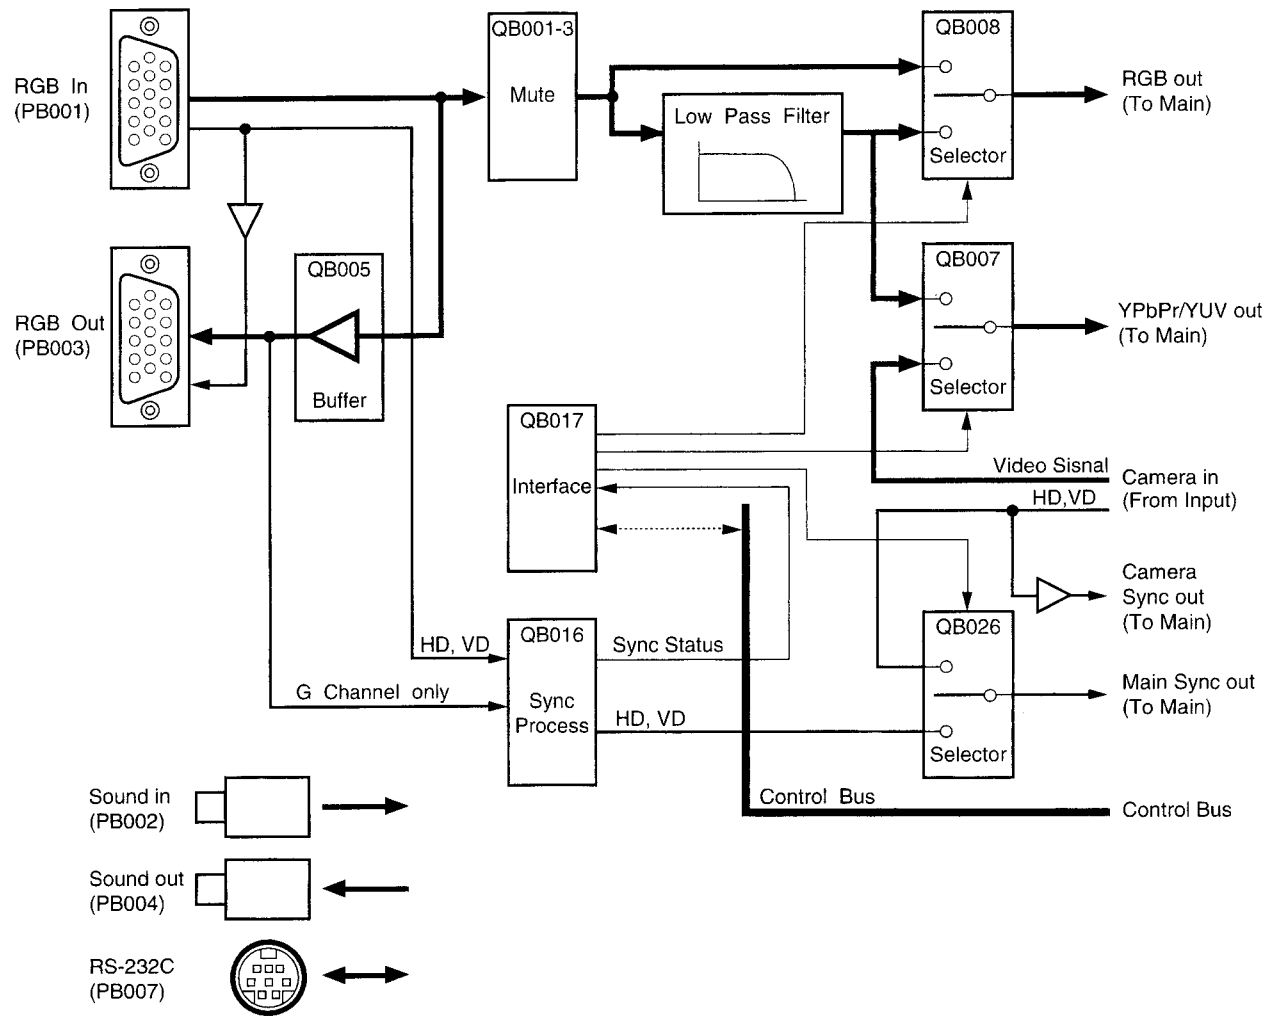 RGB In
(PB001)
QB001-3
Mute
QB008
Selector
RGB out
(To Main)
Low Pass Filter
RGB Out
(PB003)
QB005
Buffer
QB007
Selector
YPbPr/YUV out
(To Main)
QB017
Interface
Video Sisnal
HD,VD
Camera in
(From Input)
Camera
Sync out
(To Main)
QB016
Sync
Process
HD, VD
G Channel only
Sync Status
HD, VD
QB026
Selector
Main Sync out
(To Main)
Control Bus
Control Bus
Sound in
(PB002)
Sound out
(PB004)
RS-232C
(PB007)